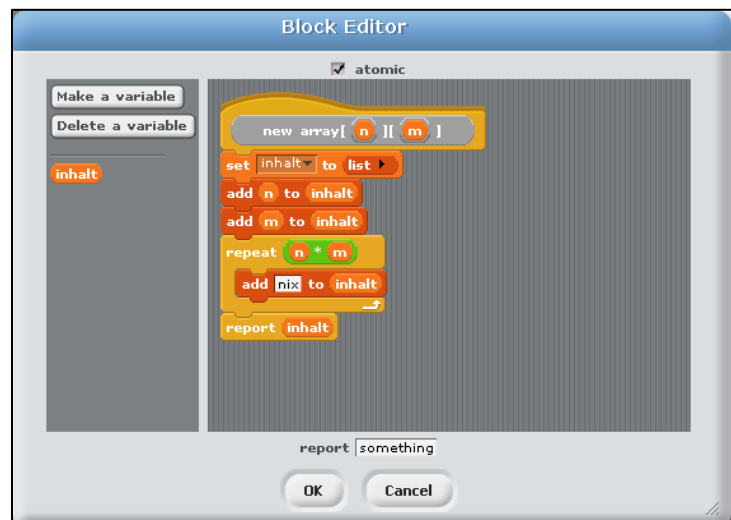 Block Editor
atomic
Make a variable
Delete a variable
inhalt
new array[ n ][ m ]
set inhalt to list
add n to inhalt
add m to inhalt
repeat n * m
add nix to inhalt
report inhalt
report something
OK Cancel